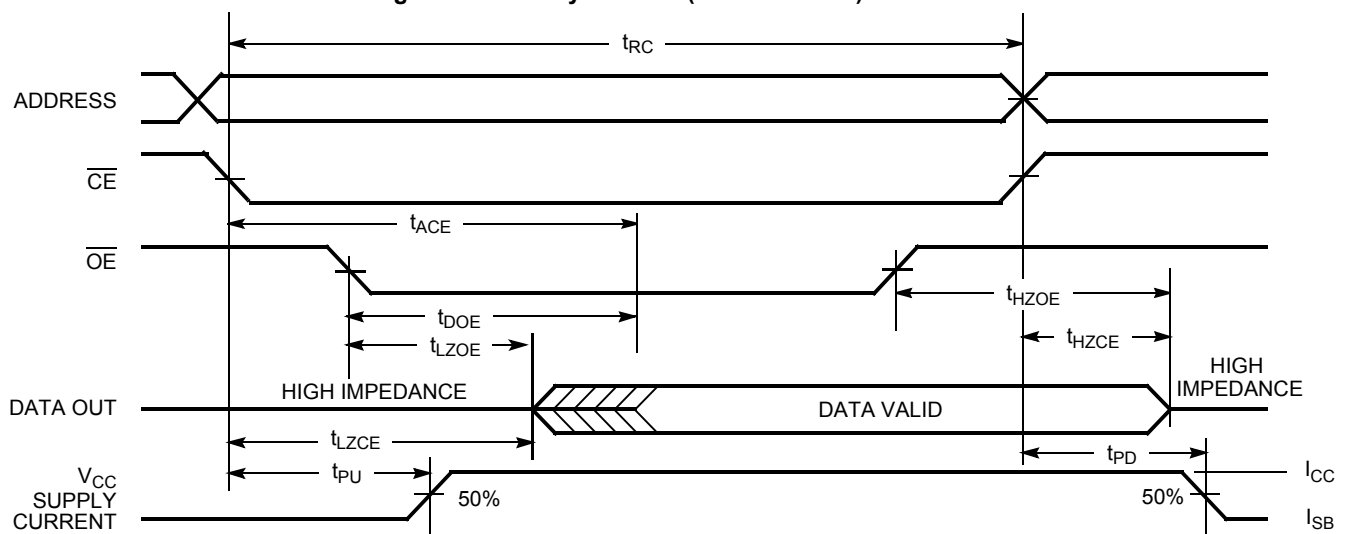 tRC
ADDRESS
CE
tACE
OE
tHZOE
tDOE
tLZOE
tHZCE
HIGH IMPEDANCE
HIGH
IMPEDANCE
DATA OUT
DATA VALID
tLZCE
tPD
VCC
SUPPLY
CURRENT
tPU
50%
50%
ICC
ISB